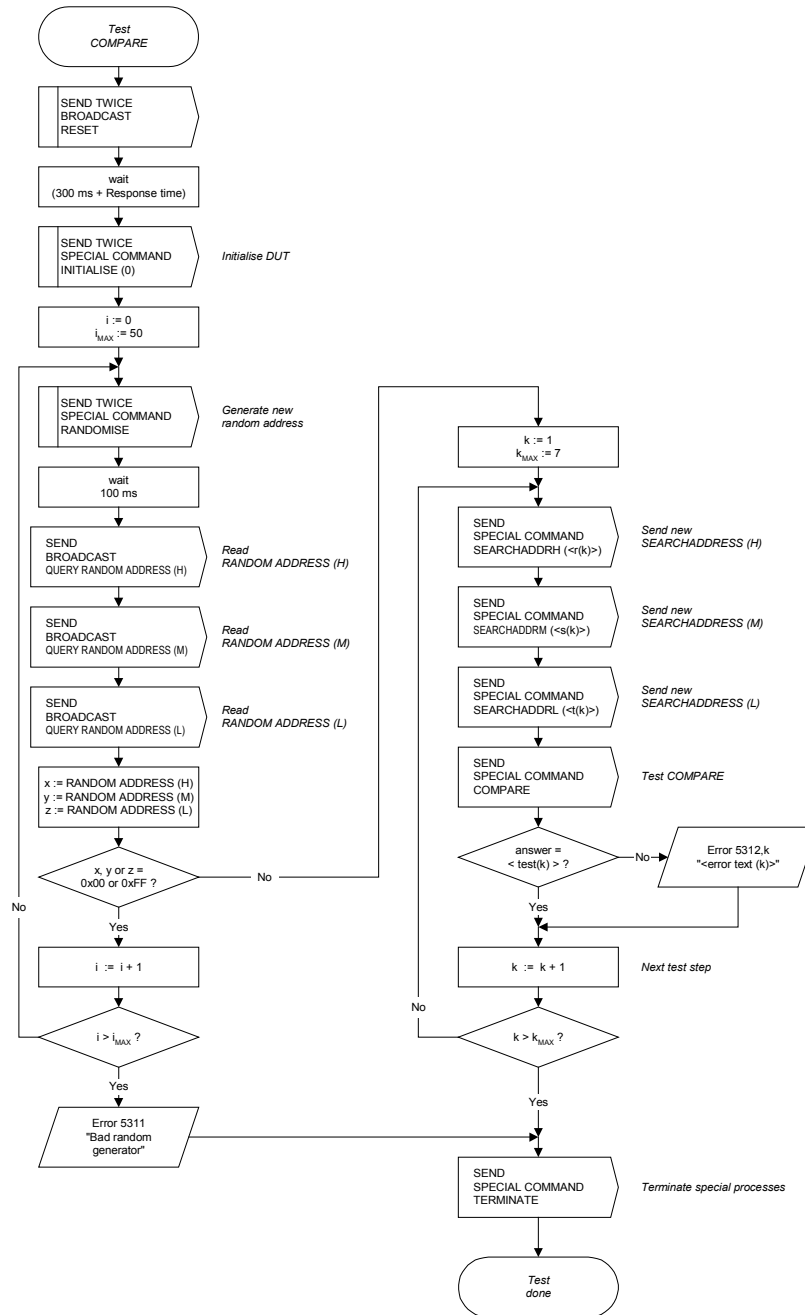 Test
COMPARE
SEND TWICE
BROADCAST
RESET
wait
(300 ms + Response time)
SEND TWICE
SPECIAL COMMAND
INITIALISE (0)
Initialise DUT
i := 0
iMAX := 50
SEND TWICE
SPECIAL COMMAND
RANDOMISE
Generate new
random address
wait
100 ms
SEND
BROADCAST
QUERY RANDOM ADDRESS (H)
Read
RANDOM ADDRESS (H)
SEND
BROADCAST
QUERY RANDOM ADDRESS (M)
Read
RANDOM ADDRESS (M)
SEND
BROADCAST
QUERY RANDOM ADDRESS (L)
Read
RANDOM ADDRESS (L)
x := RANDOM ADDRESS (H)
y := RANDOM ADDRESS (M)
z := RANDOM ADDRESS (L)
x, y or z =
0x00 or 0xFF ?
No
No
Yes
i := i + 1
i > iMAX ?
Yes
Error 5311
"Bad random
generator"
k := 1
kMAX := 7
SEND
SPECIAL COMMAND
SEARCHADDRH (<r(k)>)
Send new
SEARCHADDRESS (H)
SEND
SPECIAL COMMAND
SEARCHADDRM (<s(k)>)
Send new
SEARCHADDRESS (M)
SEND
SPECIAL COMMAND
SEARCHADDRL (<t(k)>)
Send new
SEARCHADDRESS (L)
SEND
SPECIAL COMMAND
COMPARE
Test COMPARE
answer =
< test(k) > ?
No
Error 5312,k
"<error text (k)>"
Yes
k := k + 1
Next test step
No
k > kMAX ?
Yes
SEND
SPECIAL COMMAND
TERMINATE
Terminate special processes
Test
done